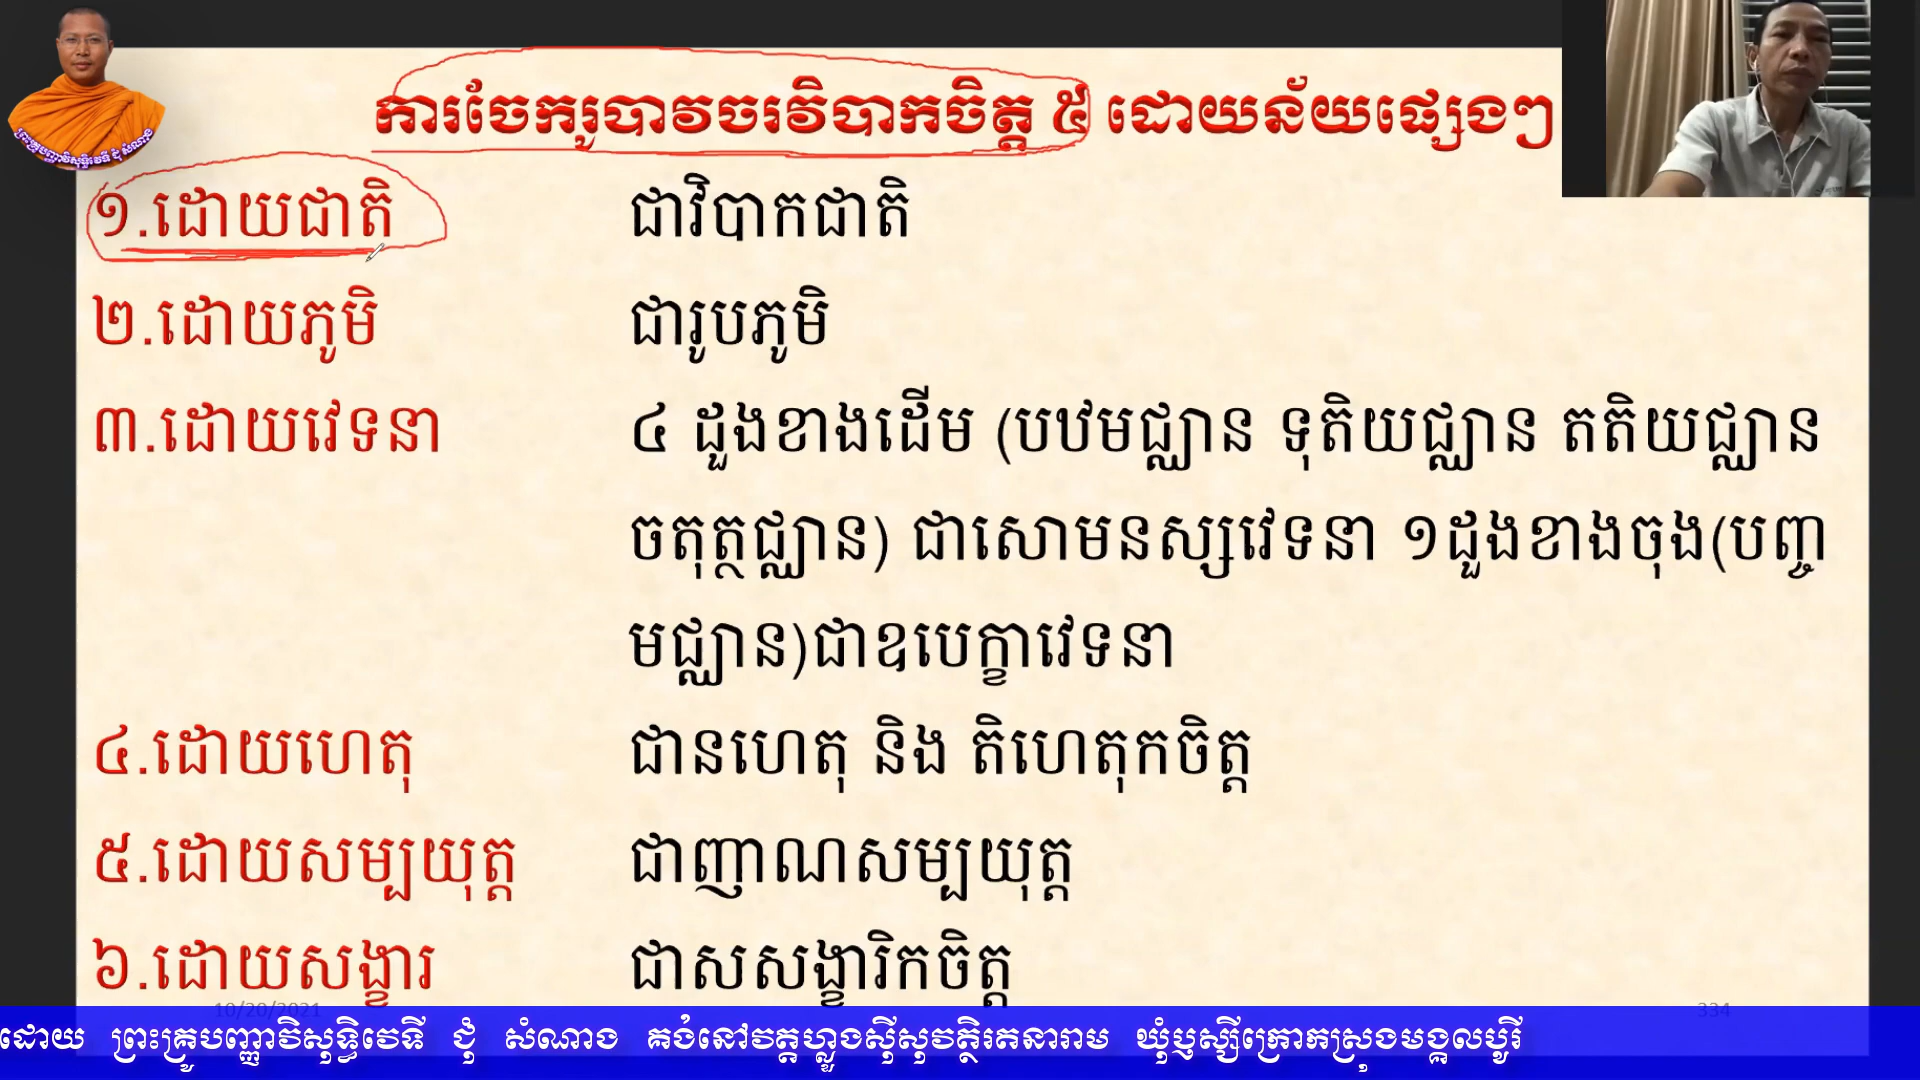 ការចែករូបាវចរវិបាកចិត្ត ៥ ដោយន័យផ្សេងៗ
១.ដោយជាតិ ជាវិបាកជាតិ
២.ដោយភូមិ ជារូបភូមិ
៣.ដោយវេទនា ៤ ដួងខាងដើម (បឋមជ្ឈាន ទុតិយជ្ឈាន តតិយជ្ឈាន
ចតុត្ថជ្ឈាន) ជាសោមនស្សវេទនា ១ដួងខាងចុង(បញ្ច
មជ្ឈាន)ជាឧបេក្ខាវេទនា
៤.ដោយហេតុ ជានហេតុ និង តិហេតុកចិត្ត
៥.ដោយសម្បយុត្ត ជាញាណសម្បយុត្ត
៦.ដោយសង្ខារ ជាសសង្ខារិកចិត្ត
10/20/2021 334
ដោយ ព្រះគ្រូបញ្ញាវិសុទ្ធិវេទី ជុំ សំណាង គង់នៅវត្តហ្លួងស៊ីសុវត្ថិរតនារាម ឃុំឫស្សីក្រោកស្រុងមង្គលបូរី